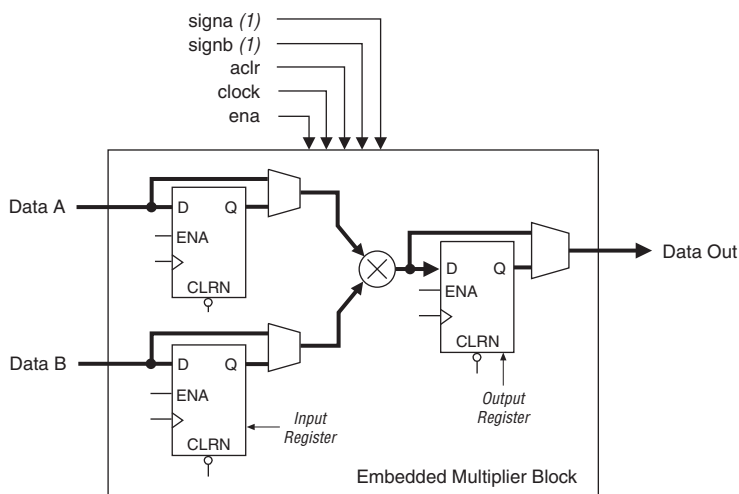 signa (1)
signb (1)
aclr
clock
ena
Data A
D Q
ENA
CLRN
Data B
D Q
ENA
CLRN
Input
Register
D Q
ENA
CLRN
Data Out
Output
Register
Embedded Multiplier Block